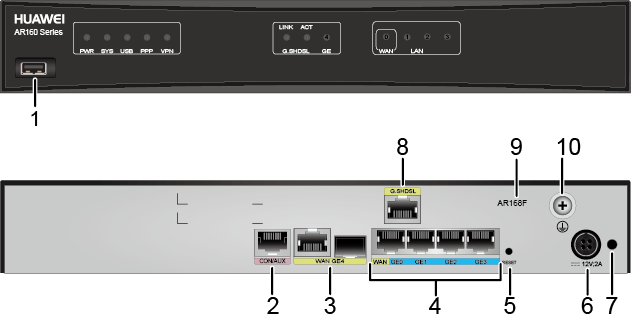 HUAWEI
AR160 Series
LINK ACT
0 1 2 3
PWR SYS USB PPP VPN
G.SHDSL GE
WAN LAN
1
8 9 10
G.SHDSL
AR168F
CON/AUX
WAN GE4
WAN GE0 GE1 GE2 GE3
RESET
12V;2A
2 3 4 5 6 7